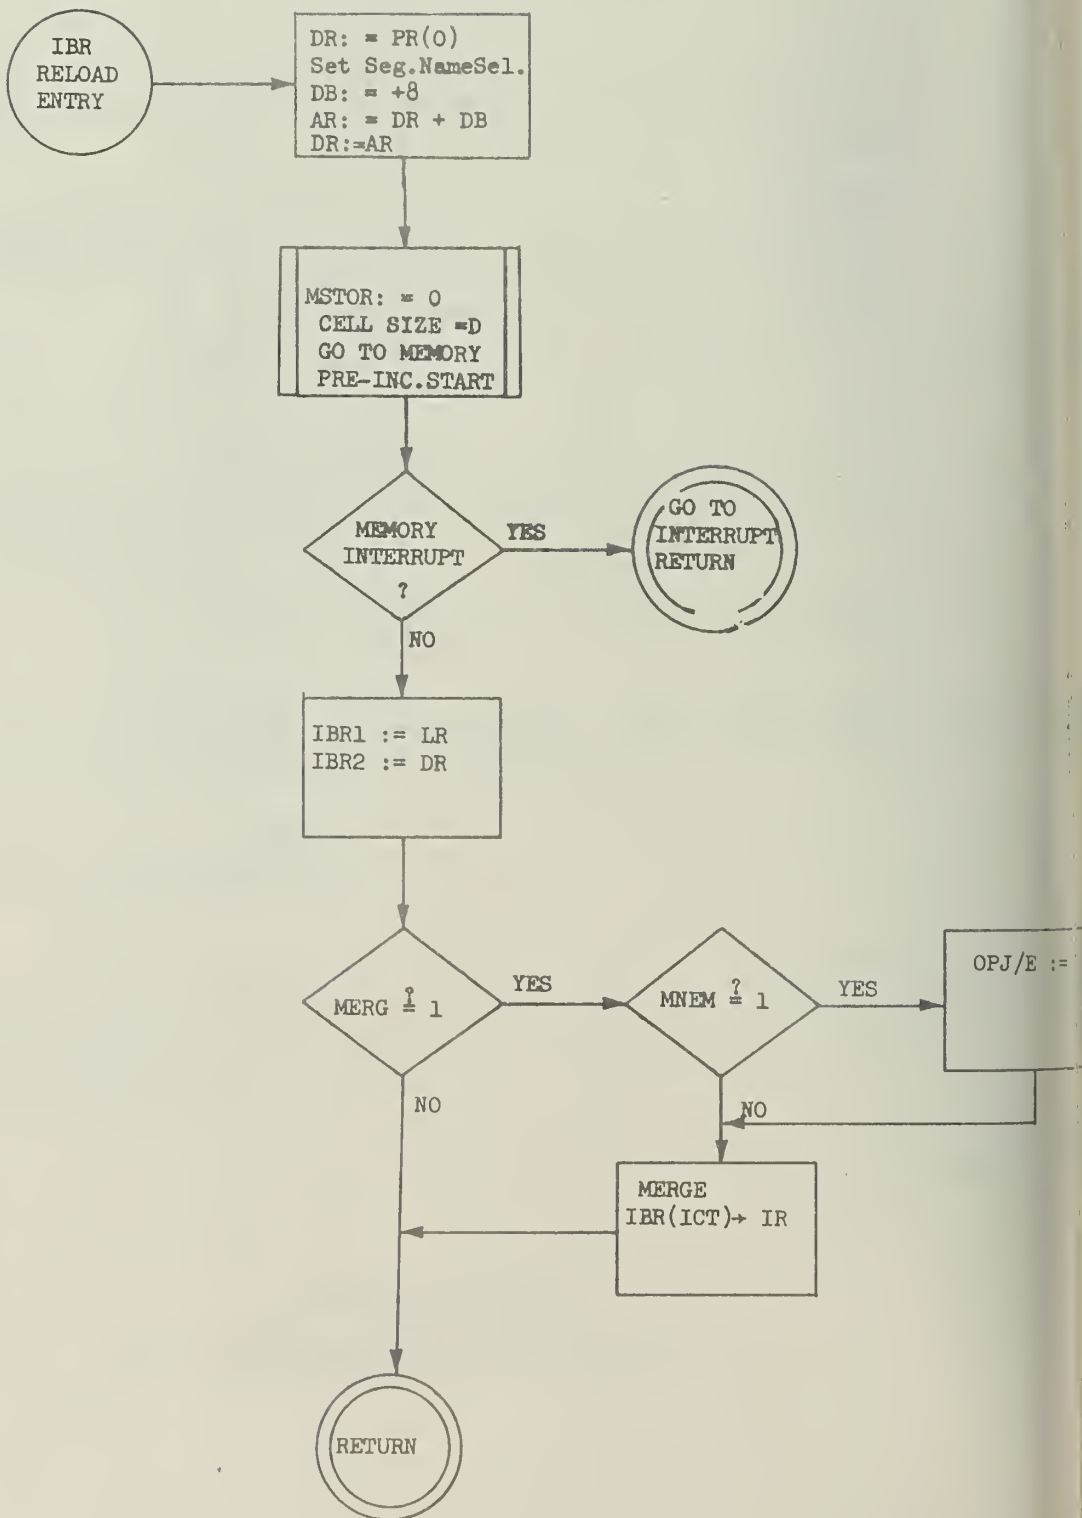 IBR
RELOAD
ENTRY
DR: = PR(0)
Set Seg.NameSel.
DB: = +8
AR: = DR + DB
DR:=AR
MSTOR: = 0
CELL SIZE =D
GO TO MEMORY
PRE-INC.START
MEMORY
INTERRUPT
?
YES
GO TO
INTERRUPT
RETURN
NO
IBR1 := LR
IBR2 := DR
MERG ≟ 1
YES
MNEM ≟ 1
YES
OPJ/E :=
NO
NO
MERGE
IBR(ICT)→ IR
RETURN